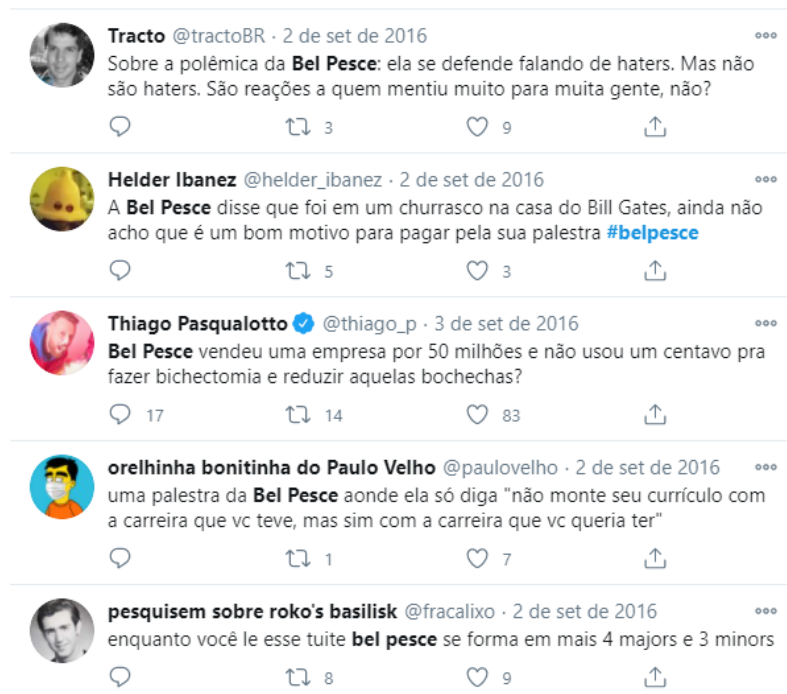 Tracto @tractoBR · 2 de set de 2016
Sobre a polêmica da Bel Pesce: ela se defende falando de haters. Mas não
são haters. São reações a quem mentiu muito para muita gente, não?
3 9
Helder Ibanez @helder_ibanez · 2 de set de 2016
A Bel Pesce disse que foi em um churrasco na casa do Bill Gates, ainda não
acho que é um bom motivo para pagar pela sua palestra #belpesce
5 3
Thiago Pasqualotto @thiago_p · 3 de set de 2016
Bel Pesce vendeu uma empresa por 50 milhões e não usou um centavo pra
fazer bichectomia e reduzir aquelas bochechas?
17 14 83
orelhinha bonitinha do Paulo Velho @paulovelho · 2 de set de 2016
uma palestra da Bel Pesce aonde ela só diga "não monte seu currículo com
a carreira que vc teve, mas sim com a carreira que vc queria ter"
1 7
pesquisem sobre roko's basilisk @fracalixo · 2 de set de 2016
enquanto você le esse tuite bel pesce se forma em mais 4 majors e 3 minors
8 9